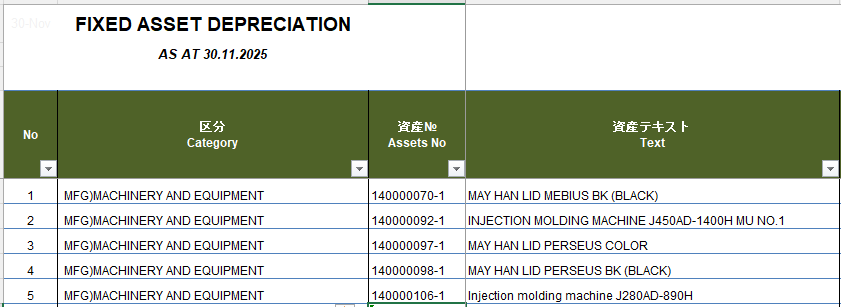 30-Nov
FIXED ASSET DEPRECIATION
AS AT 30.11.2025
No
区分
Category
資産№
Assets No
資産テキスト
Text
1 MFG)MACHINERY AND EQUIPMENT 140000070-1 MAY HAN LID MEBIUS BK (BLACK)
2 MFG)MACHINERY AND EQUIPMENT 140000092-1 INJECTION MOLDING MACHINE J450AD-1400H MU NO.1
3 MFG)MACHINERY AND EQUIPMENT 140000097-1 MAY HAN LID PERSEUS COLOR
4 MFG)MACHINERY AND EQUIPMENT 140000098-1 MAY HAN LID PERSEUS BK (BLACK)
5 MFG)MACHINERY AND EQUIPMENT 140000106-1 Injection molding machine J280AD-890H